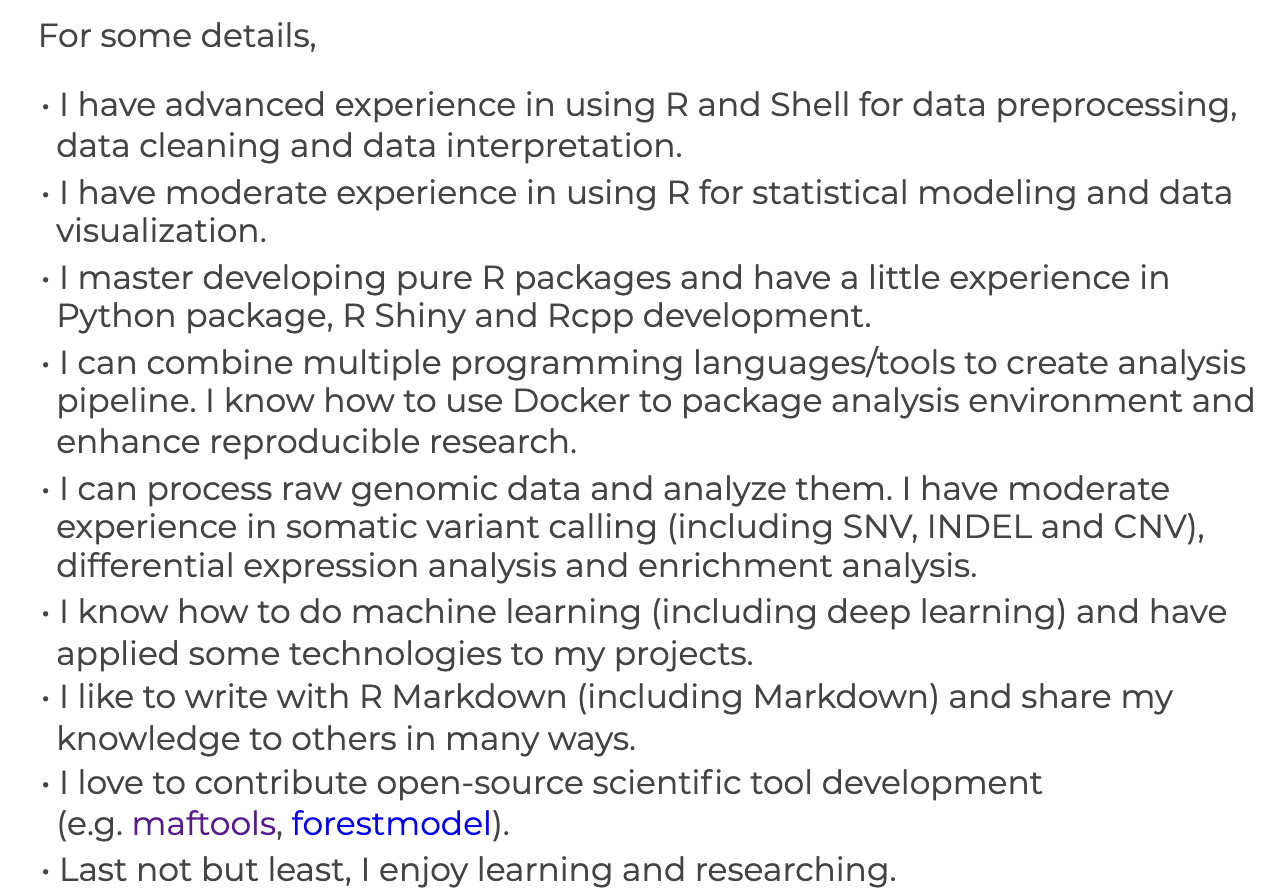 For some details,
• I have advanced experience in using R and Shell for data preprocessing,
data cleaning and data interpretation.
• I have moderate experience in using R for statistical modeling and data
visualization.
• I master developing pure R packages and have a little experience in
Python package, R Shiny and Rcpp development.
• I can combine multiple programming languages/tools to create analysis
pipeline. I know how to use Docker to package analysis environment and
enhance reproducible research.
• I can process raw genomic data and analyze them. I have moderate
experience in somatic variant calling (including SNV, INDEL and CNV),
differential expression analysis and enrichment analysis.
• I know how to do machine learning (including deep learning) and have
applied some technologies to my projects.
• I like to write with R Markdown (including Markdown) and share my
knowledge to others in many ways.
• I love to contribute open-source scientific tool development
(e.g. maftools, forestmodel).
• Last not but least, I enjoy learning and researching.